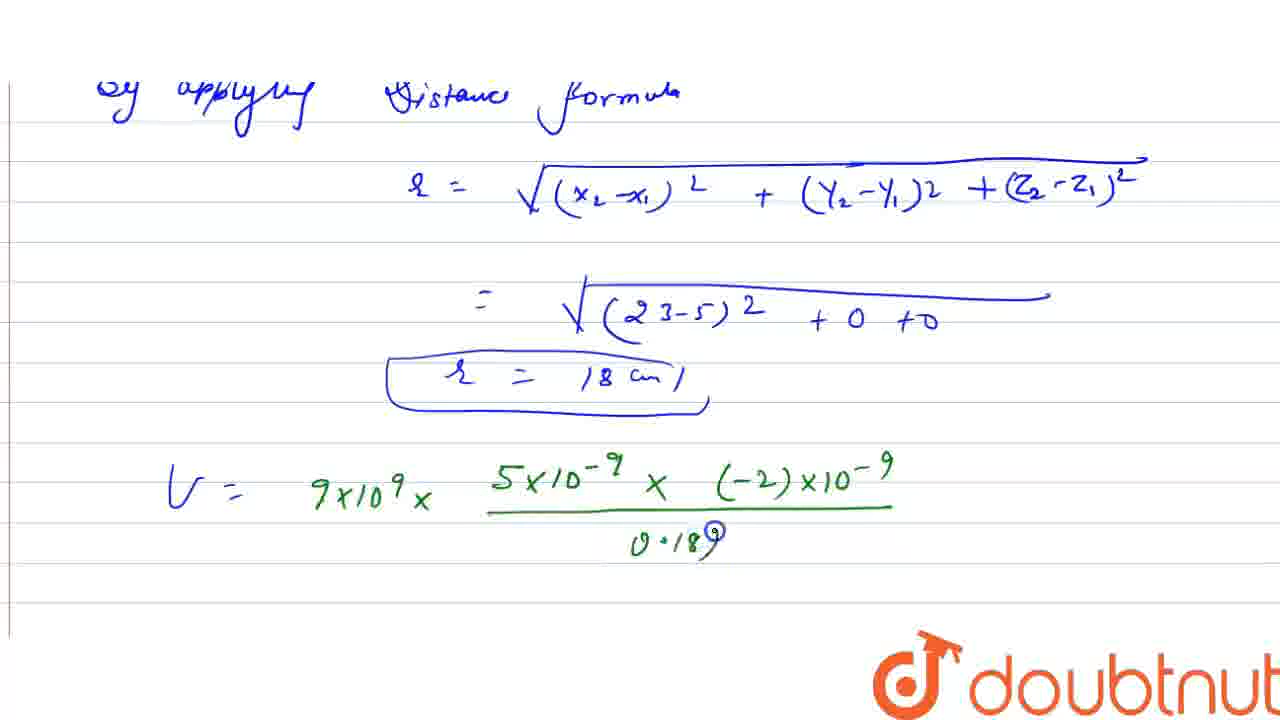 By applying Distance formula
r = √(x₂-x₁)² + (Y₂-Y₁)² + (Z₂-Z₁)²
= √(23-5)² + 0 + 0
r = 18 cm
U = 9×10⁹ × 5×10⁻⁹ × (-2)×10⁻⁹
0.18
doubtnut